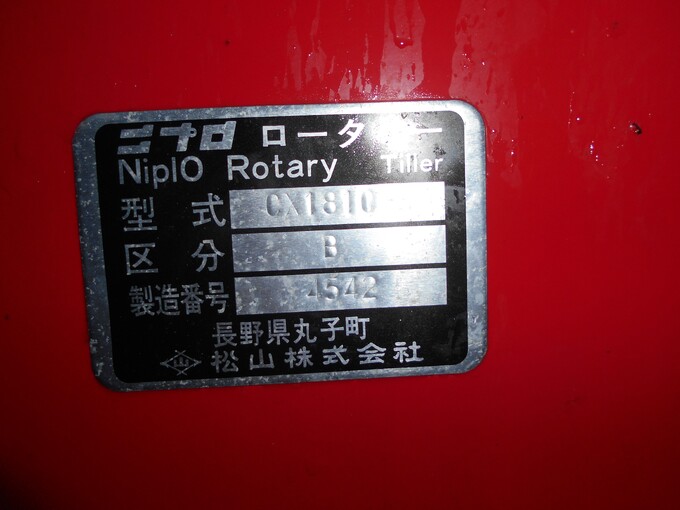 ニプロ ロータリー
NiplO Rotary Tiller
型式 CX1810
区分 B
製造番号 4542
長野県丸子町
松山株式会社